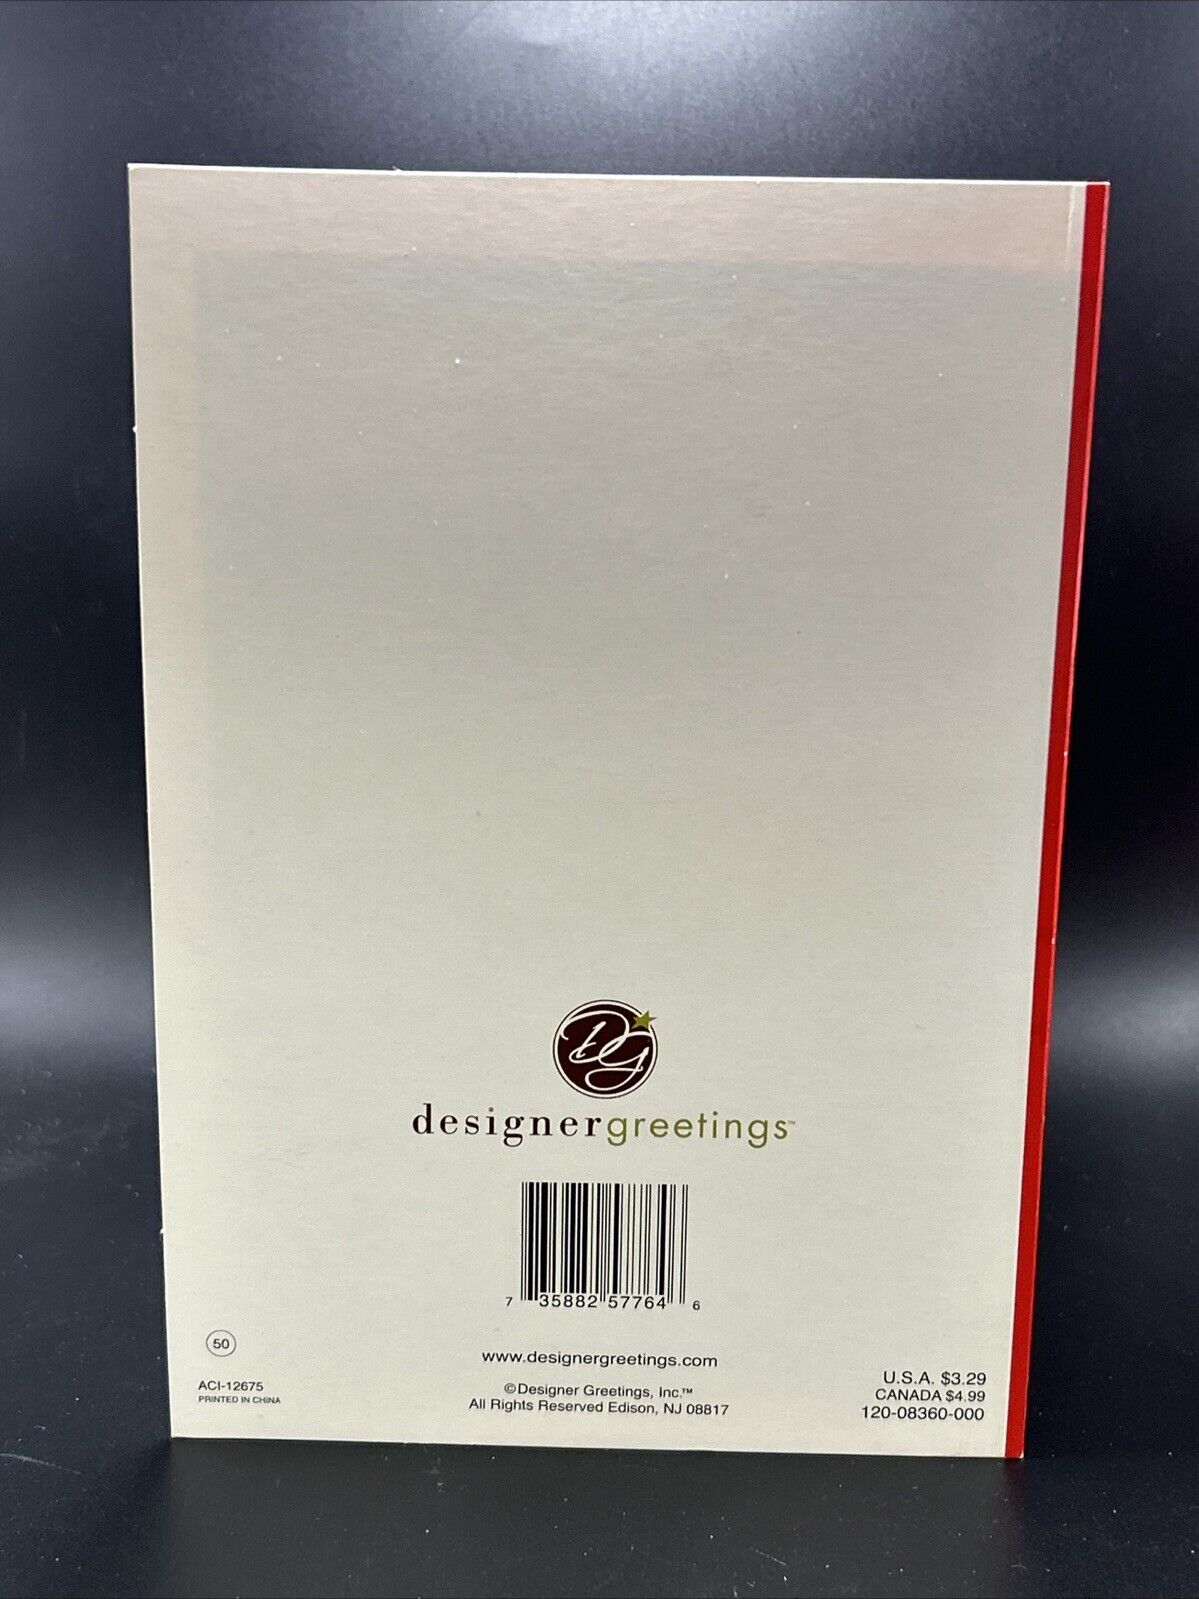 DG
designergreetings™
7 35882 57764 6
50
www.designergreetings.com
ACI-12675
PRINTED IN CHINA
©Designer Greetings, Inc.™
All Rights Reserved Edison, NJ 08817
U.S.A. $3.29
CANADA $4.99
120-08360-000